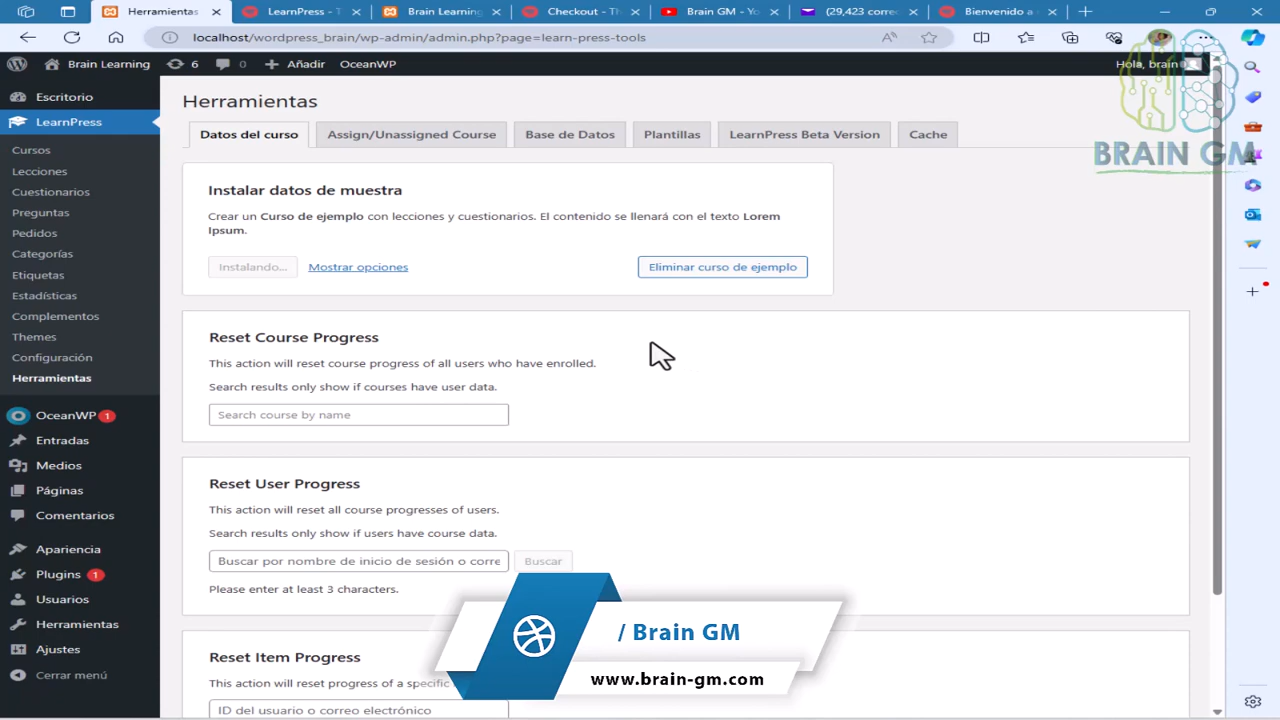 Herramientas
LearnPress - T
Brain Learning
Checkout - Th
Brain GM - Yo
(29,423 corre
Bienvenido a
localhost/wordpress_brain/wp-admin/admin.php?page=learn-press-tools
Brain Learning
6
0
Añadir
OceanWP
Hola, brain
BRAIN GM
Escritorio
LearnPress
Cursos
Lecciones
Cuestionarios
Preguntas
Pedidos
Categorías
Etiquetas
Estadísticas
Complementos
Themes
Configuración
Herramientas
OceanWP 1
Entradas
Medios
Páginas
Comentarios
Apariencia
Plugins 1
Usuarios
Herramientas
Ajustes
Cerrar menú
Herramientas
Datos del curso
Assign/Unassigned Course
Base de Datos
Plantillas
LearnPress Beta Version
Cache
Instalar datos de muestra
Crear un Curso de ejemplo con lecciones y cuestionarios. El contenido se llenará con el texto Lorem
Ipsum.
Instalando...
Mostrar opciones
Eliminar curso de ejemplo
Reset Course Progress
This action will reset course progress of all users who have enrolled.
Search results only show if courses have user data.
Search course by name
Reset User Progress
This action will reset all course progresses of users.
Search results only show if users have course data.
Buscar por nombre de inicio de sesión o corre
Buscar
Please enter at least 3 characters.
Reset Item Progress
This action will reset progress of a specific
ID del usuario o correo electrónico
/ Brain GM
www.brain-gm.com